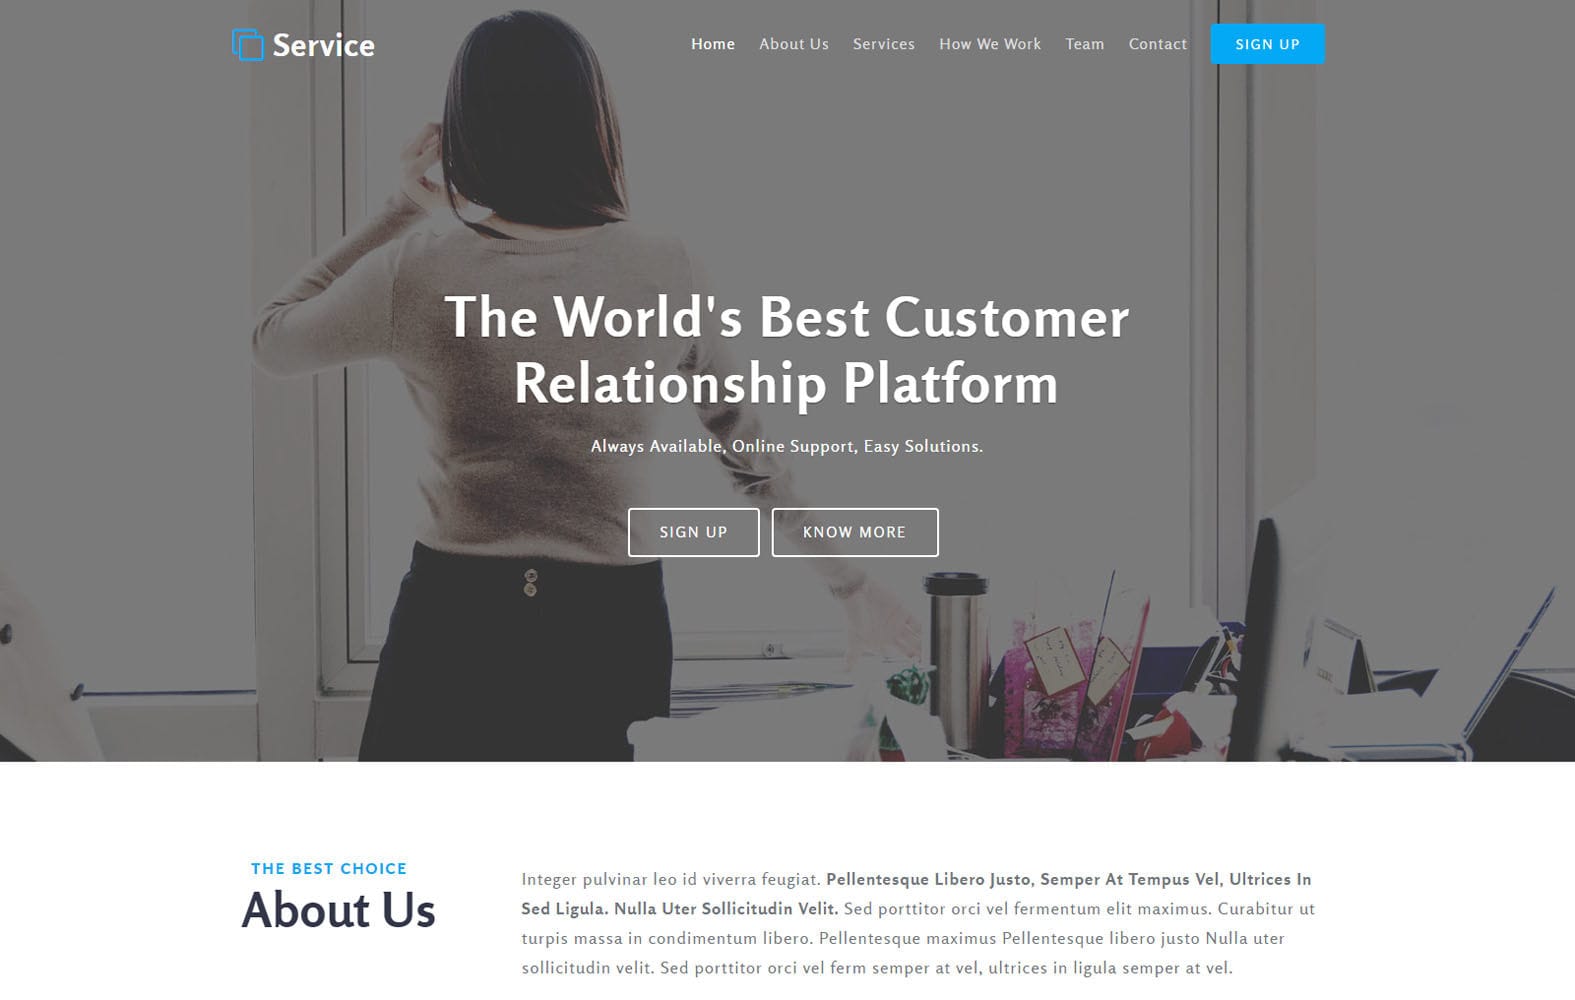 Service
Home About Us Services How We Work Team Contact SIGN UP
The World's Best Customer
Relationship Platform
Always Available, Online Support, Easy Solutions.
SIGN UP KNOW MORE
THE BEST CHOICE
About Us
Integer pulvinar leo id viverra feugiat. Pellentesque Libero Justo, Semper At Tempus Vel, Ultrices In
Sed Ligula. Nulla Uter Sollicitudin Velit. Sed porttitor orci vel fermentum elit maximus. Curabitur ut
turpis massa in condimentum libero. Pellentesque maximus Pellentesque libero justo Nulla uter
sollicitudin velit. Sed porttitor orci vel ferm semper at vel, ultrices in ligula semper at vel.